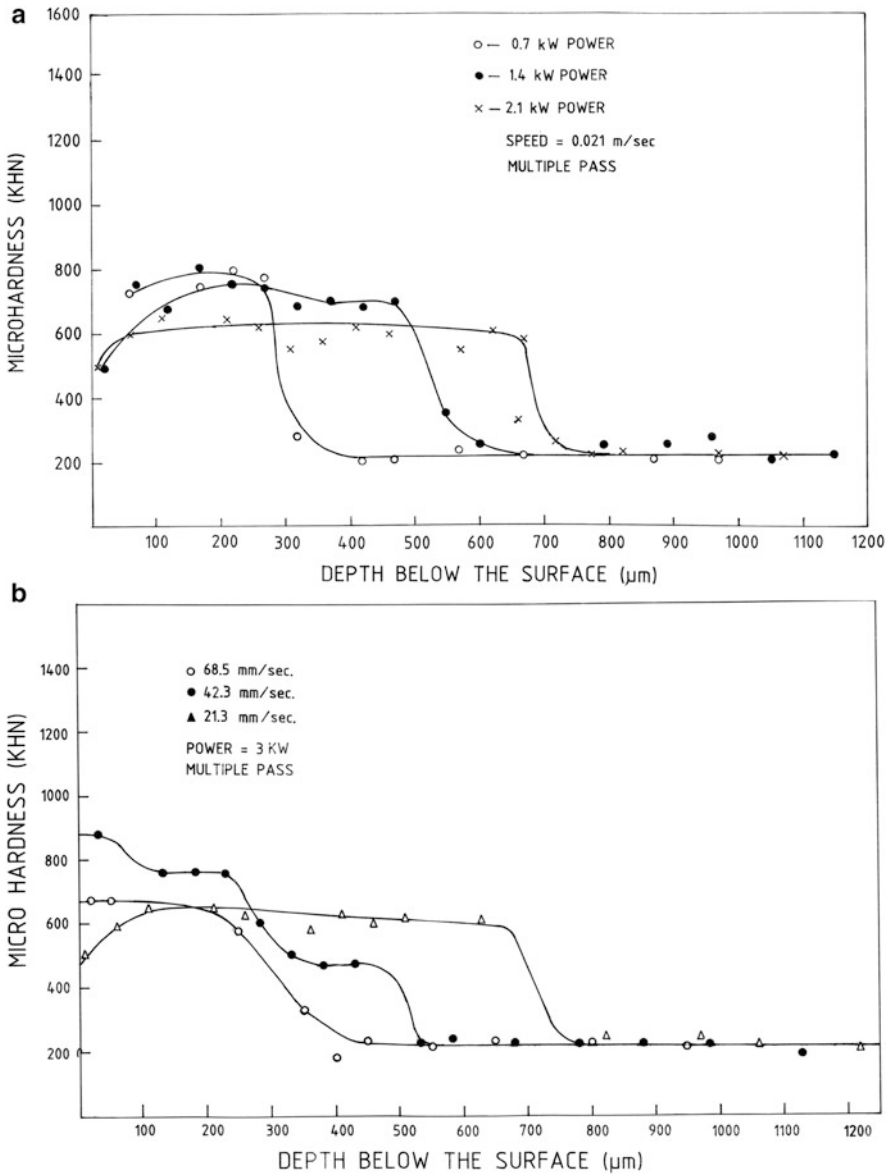 a
1600
1400
1200
1000
800
600
400
200
MICROHARDNESS (KHN)
○ — 0.7 kW POWER
● — 1.4 kW POWER
× — 2.1 kW POWER
SPEED = 0.021 m/sec
MULTIPLE PASS
100 200 300 400 500 600 700 800 900 1000 1100 1200
DEPTH BELOW THE SURFACE (µm)
b
1400
1200
1000
800
600
400
200
MICRO HARDNESS (KHN)
○ 68.5 mm/sec.
● 42.3 mm/sec.
▲ 21.3 mm/sec.
POWER = 3 KW
MULTIPLE PASS
100 200 300 400 500 600 700 800 900 1000 1100 1200
DEPTH BELOW THE SURFACE (µm)